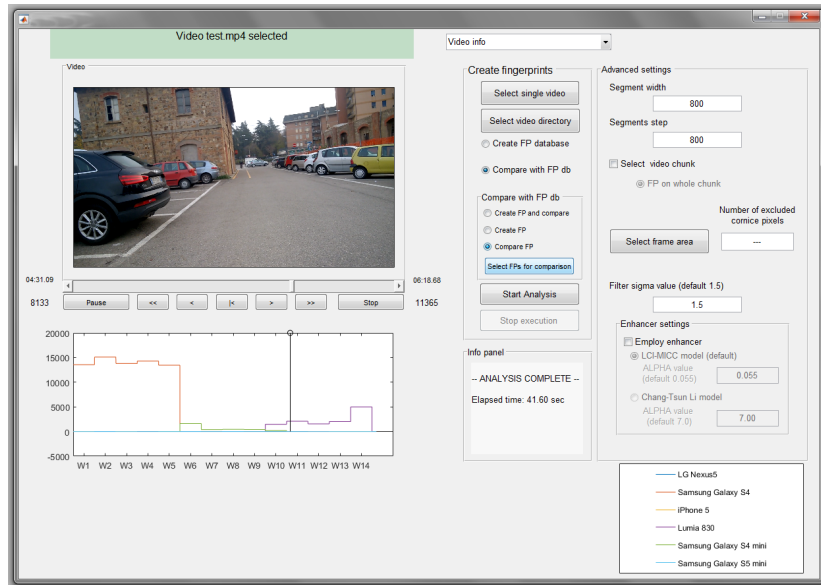 Video test.mp4 selected
Video info
Video
04:31.09
06:18.68
8133
Pause
<<
<
|<
>
>>
Stop
11365
20000
15000
10000
5000
0
-5000
W1 W2 W3 W4 W5 W6 W7 W8 W9 W10 W11 W12 W13 W14
Create fingerprints
Select single video
Select video directory
Create FP database
Compare with FP db
Compare with FP db
Create FP and compare
Create FP
Compare FP
Select FPs for comparison
Start Analysis
Stop execution
Info panel
-- ANALYSIS COMPLETE --
Elapsed time: 41.60 sec
Advanced settings
Segment width
800
Segments step
800
Select video chunk
FP on whole chunk
Number of excluded
cornice pixels
Select frame area
---
Filter sigma value (default 1.5)
1.5
Enhancer settings
Employ enhancer
LCI-MICC model (default)
ALPHA value
(default 0.055)
0.055
Chang-Tsun Li model
ALPHA value
(default 7.0)
7.00
LG Nexus5
Samsung Galaxy S4
iPhone 5
Lumia 830
Samsung Galaxy S4 mini
Samsung Galaxy S5 mini